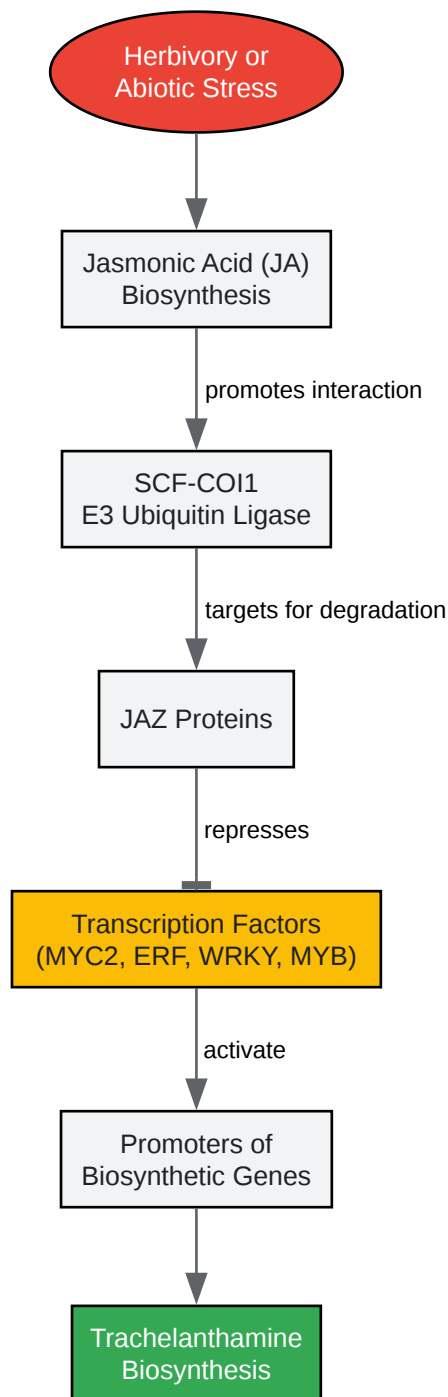 Herbivory or
Abiotic Stress
Jasmonic Acid (JA)
Biosynthesis
promotes interaction
SCF-COI1
E3 Ubiquitin Ligase
targets for degradation
JAZ Proteins
represses
Transcription Factors
(MYC2, ERF, WRKY, MYB)
activate
Promoters of
Biosynthetic Genes
Trachelanthamine
Biosynthesis